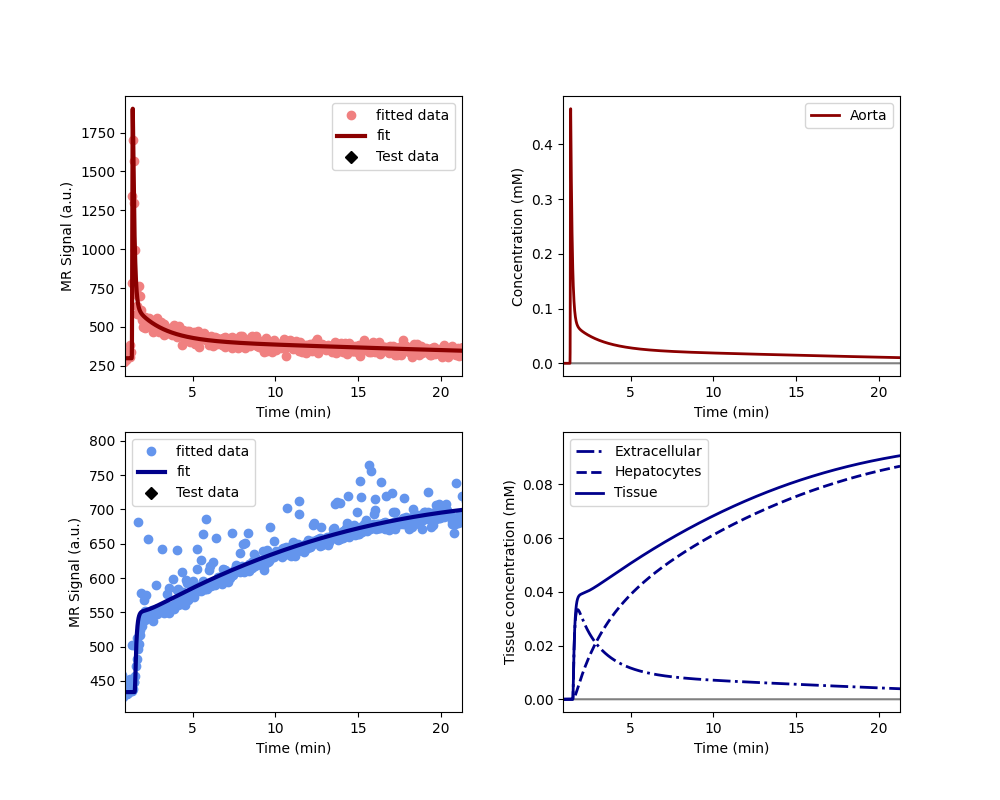 MR Signal (a.u.)
1750
1500
1250
1000
750
500
250
5
10
15
20
Time (min)
fitted data
fit
Test data
Concentration (mM)
0.4
0.3
0.2
0.1
0.0
5
10
15
20
Time (min)
Aorta
MR Signal (a.u.)
800
750
700
650
600
550
500
450
5
10
15
20
Time (min)
fitted data
fit
Test data
Tissue concentration (mM)
0.08
0.06
0.04
0.02
0.00
5
10
15
20
Time (min)
Extracellular
Hepatocytes
Tissue